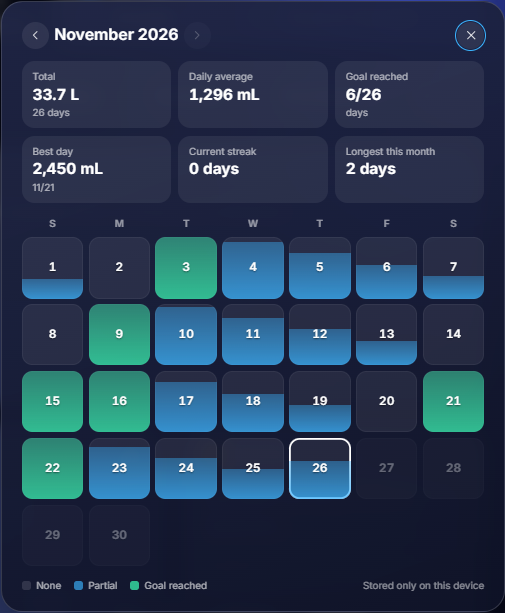 November 2026
Total
Daily average
Goal reached
33.7 L
1,296 mL
6/26
26 days
days
Best day
Current streak
Longest this month
2,450 mL
0 days
2 days
11/21
S M T W T F S
1 2 3 4 5 6 7
8 9 10 11 12 13 14
15 16 17 18 19 20 21
22 23 24 25 26 27 28
29 30
None Partial Goal reached Stored only on this device